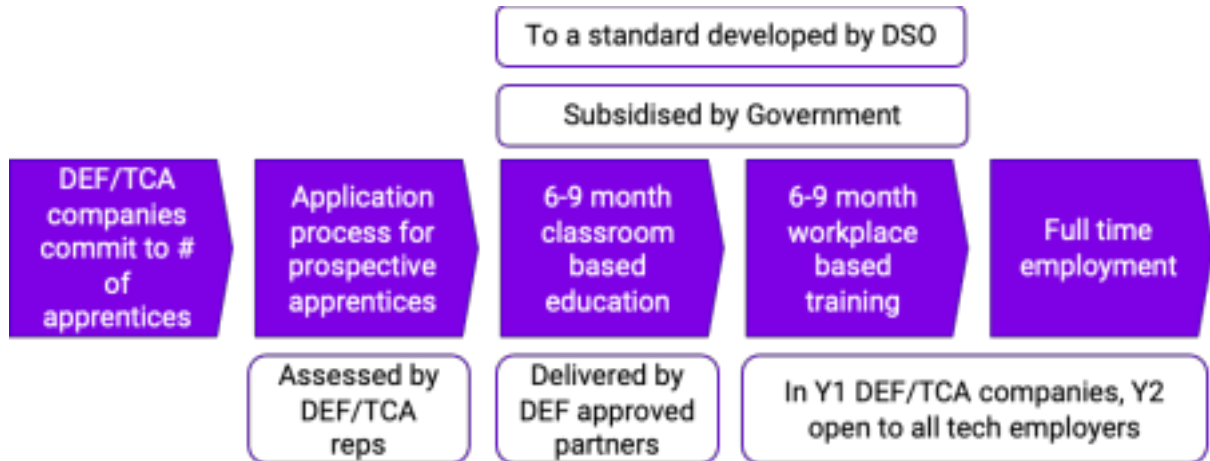 To a standard developed by DSO
Subsidised by Government
DEF/TCA
companies
commit to #
of
apprentices
Application
process for
prospective
apprentices
6-9 month
classroom
based
education
6-9 month
workplace
based
training
Full time
employment
Assessed by
DEF/TCA
reps
Delivered by
DEF approved
partners
In Y1 DEF/TCA companies, Y2
open to all tech employers